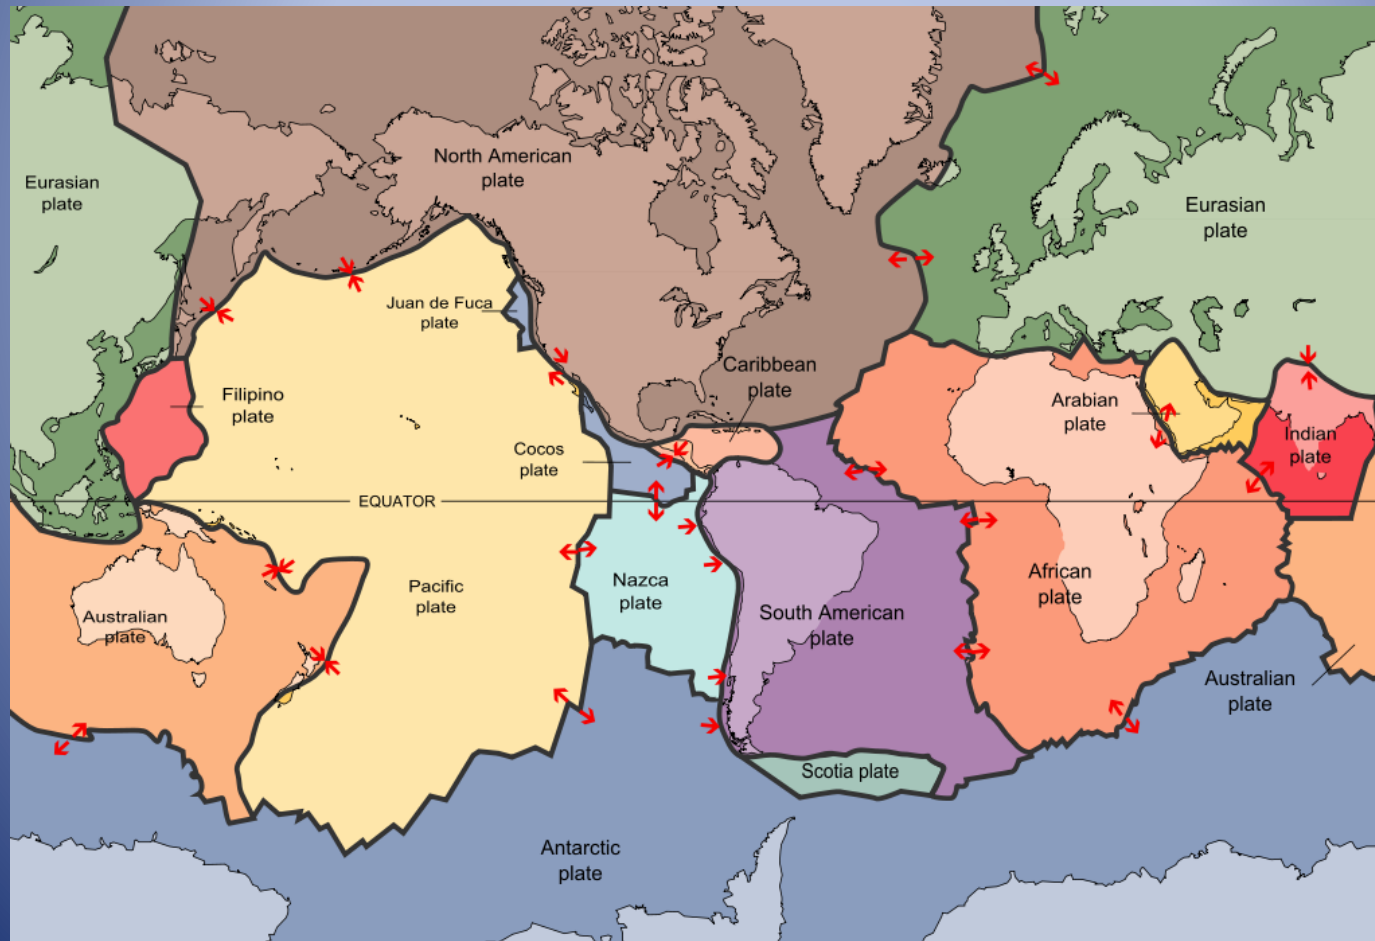 North American
plate
Eurasian
plate
Eurasian
plate
Juan de Fuca
plate
Caribbean
plate
Filipino
plate
Arabian
plate
Indian
plate
Cocos
plate
EQUATOR
Pacific
plate
Nazca
plate
African
plate
Australian
plate
South American
plate
Australian
plate
Scotia plate
Antarctic
plate